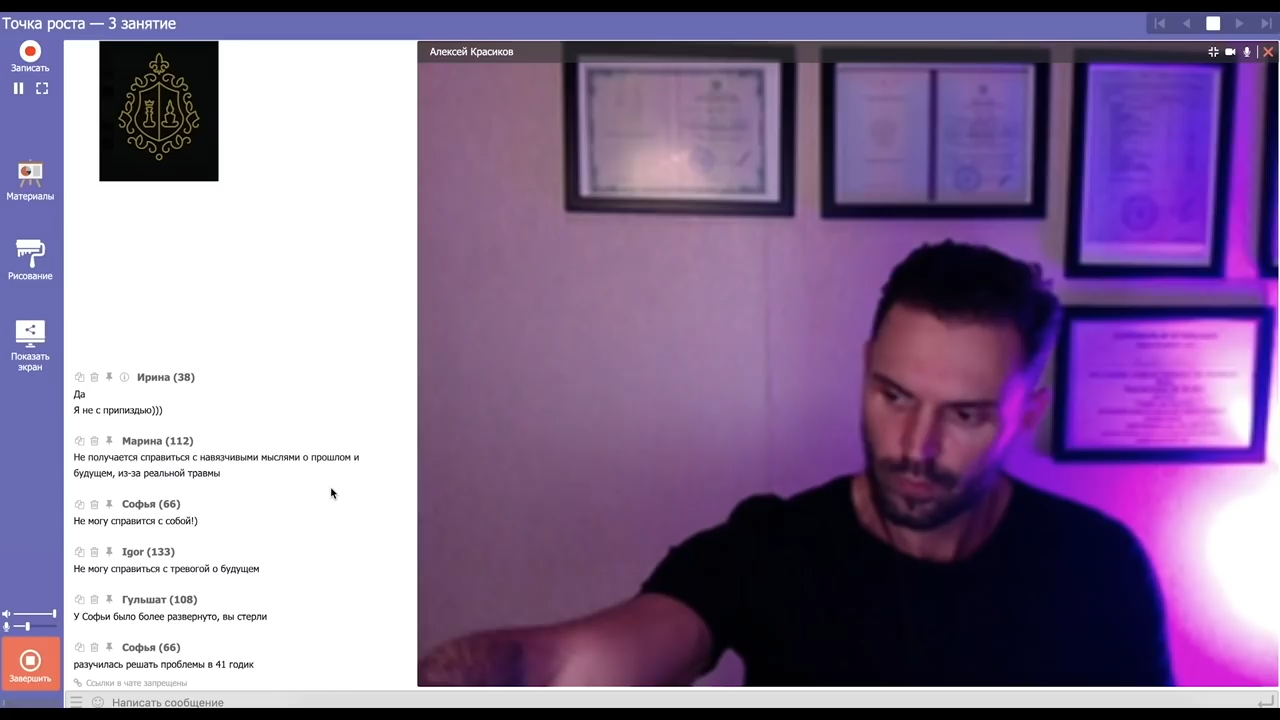 Точка роста — 3 занятие
Записать
Материалы
Рисование
Показать
экран
Завершить
Ирина (38)
Да
Я не с припиздью)))
Марина (112)
Не получается справиться с навязчивыми мыслями о прошлом и
будущем, из-за реальной травмы
Софья (66)
Не могу справится с собой!)
Igor (133)
Не могу справиться с тревогой о будущем
Гульшат (108)
У Софьи было более развернуто, вы стерли
Софья (66)
разучилась решать проблемы в 41 годик
Ссылки в чате запрещены
Написать сообщение
Алексей Красиков